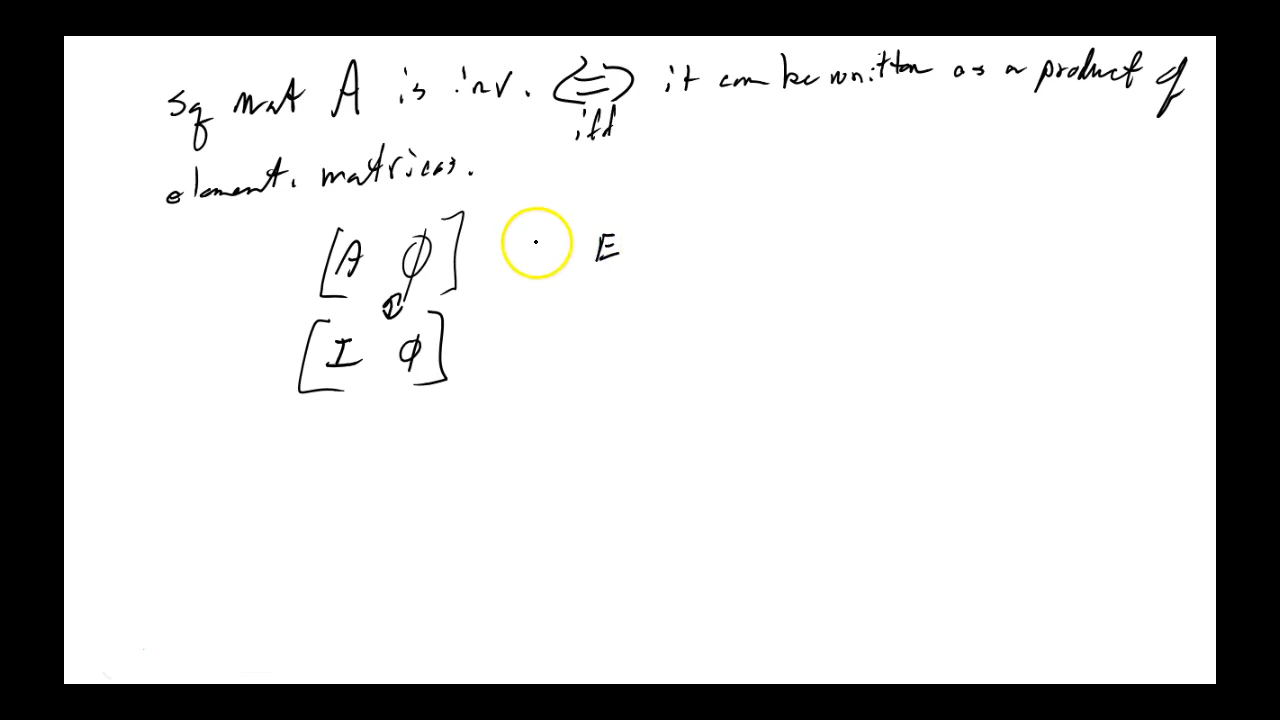 Sq mat A is inv. ⟺ it can be written as a product of
iff
element. matrices.
[A ϕ] E
[I ϕ]